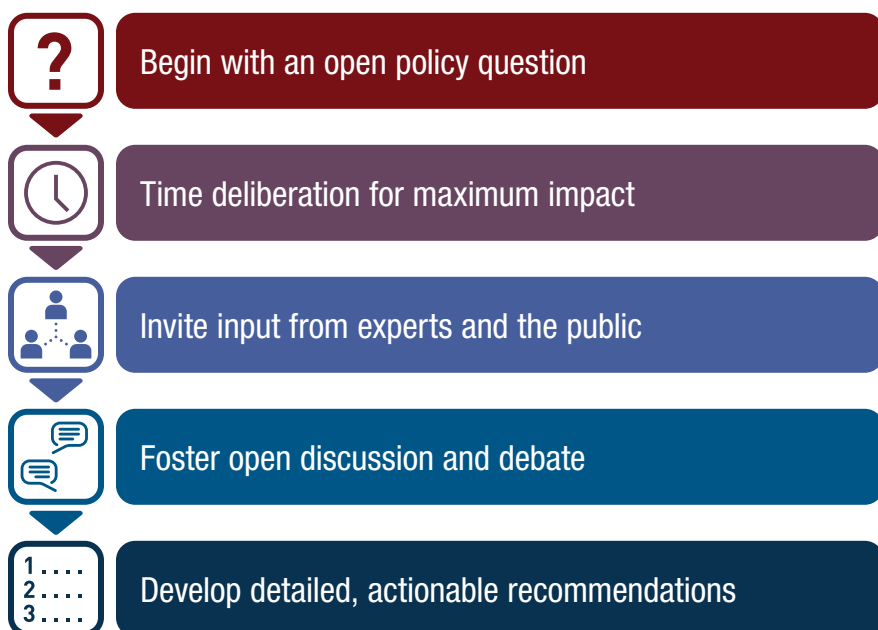 ?
Begin with an open policy question
Time deliberation for maximum impact
Invite input from experts and the public
Foster open discussion and debate
1....
2....
3....
Develop detailed, actionable recommendations